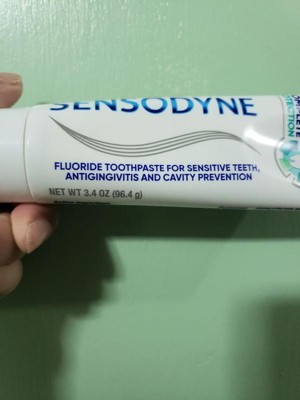 SENSODYNE
FLUORIDE TOOTHPASTE FOR SENSITIVE TEETH,
ANTIGINGIVITIS AND CAVITY PREVENTION
NET WT 3.4 OZ (96.4 g)